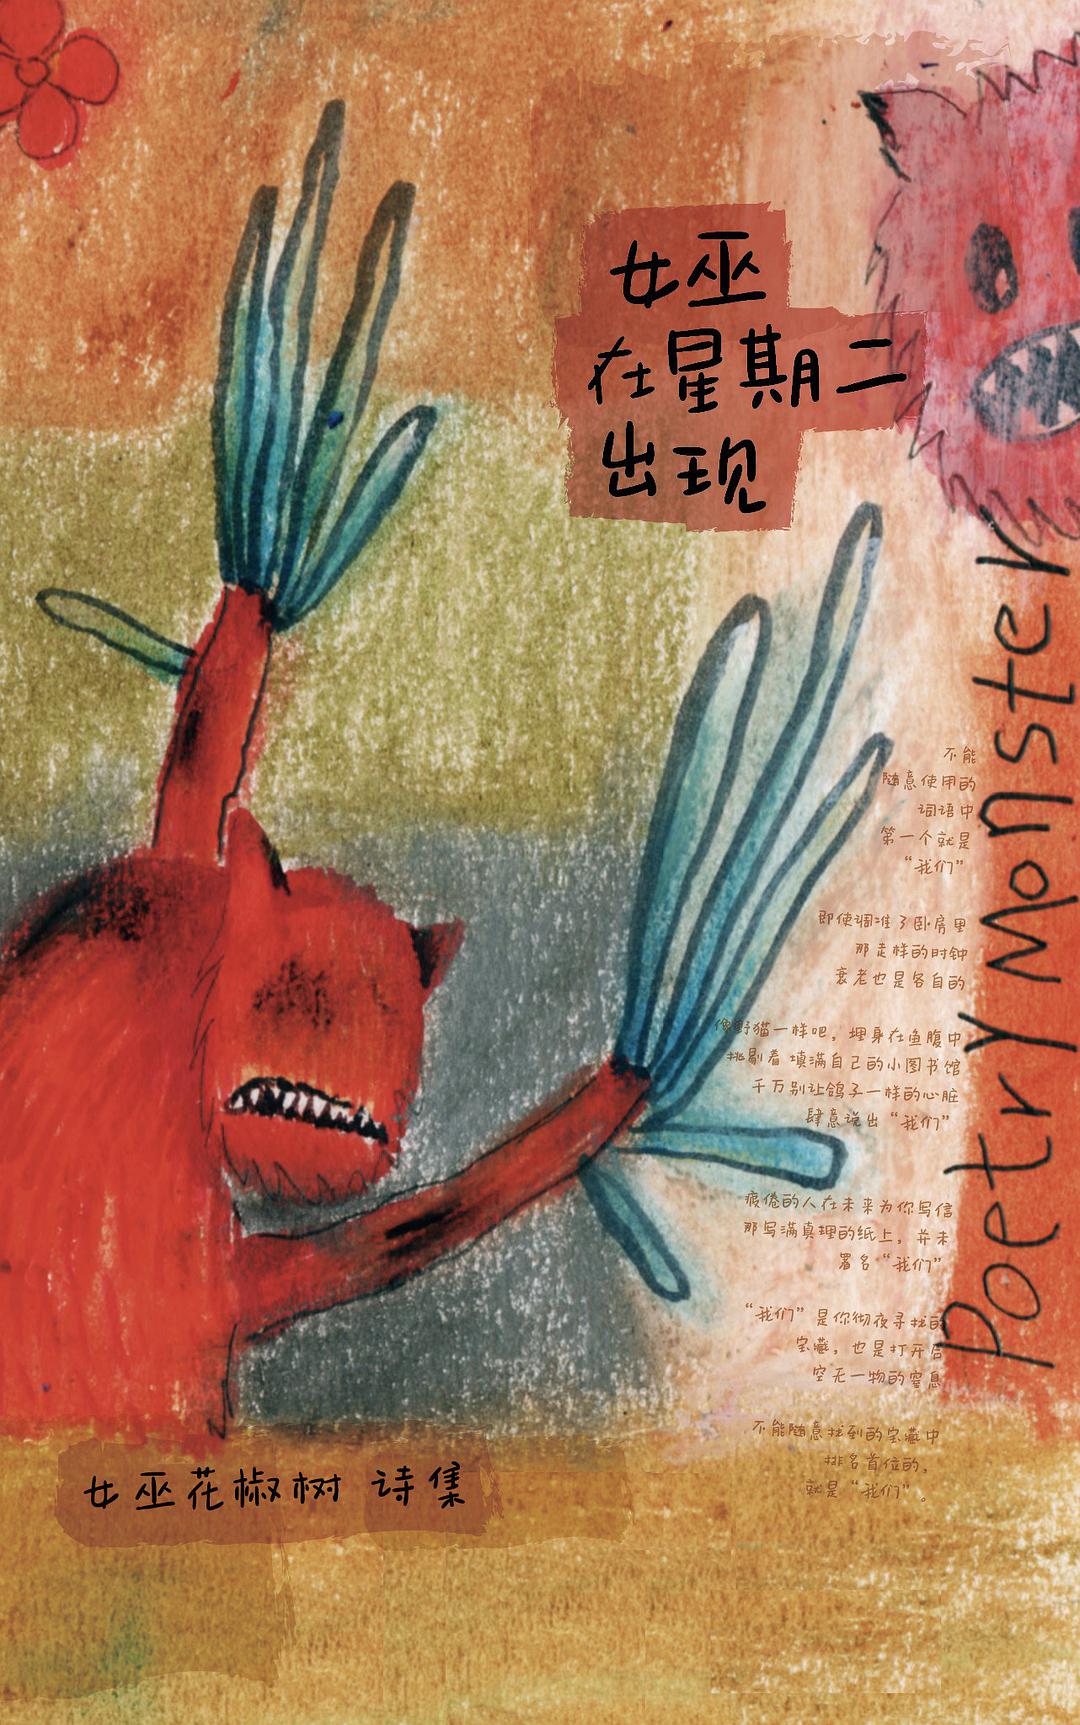 女巫
在星期二
出现
Poetry Monster
不能
随意使用的
词语中
第一个就是
“我们”
即使调准了卧房里
那走样的时钟
衰老也是各自的
像野猫一样吧，埋身在鱼腹中
挑剔着填满自己的小图书馆
千万别让鸽子一样的心脏
肆意说出“我们”
疲倦的人在未来为你写信
那写满真理的纸上，并未
署名“我们”
“我们”是你彻夜寻找的
宝藏，也是打开后
空无一物的窒息
不能随意找到的宝藏中
排名首位的，
就是“我们”。
女巫花椒树 诗集